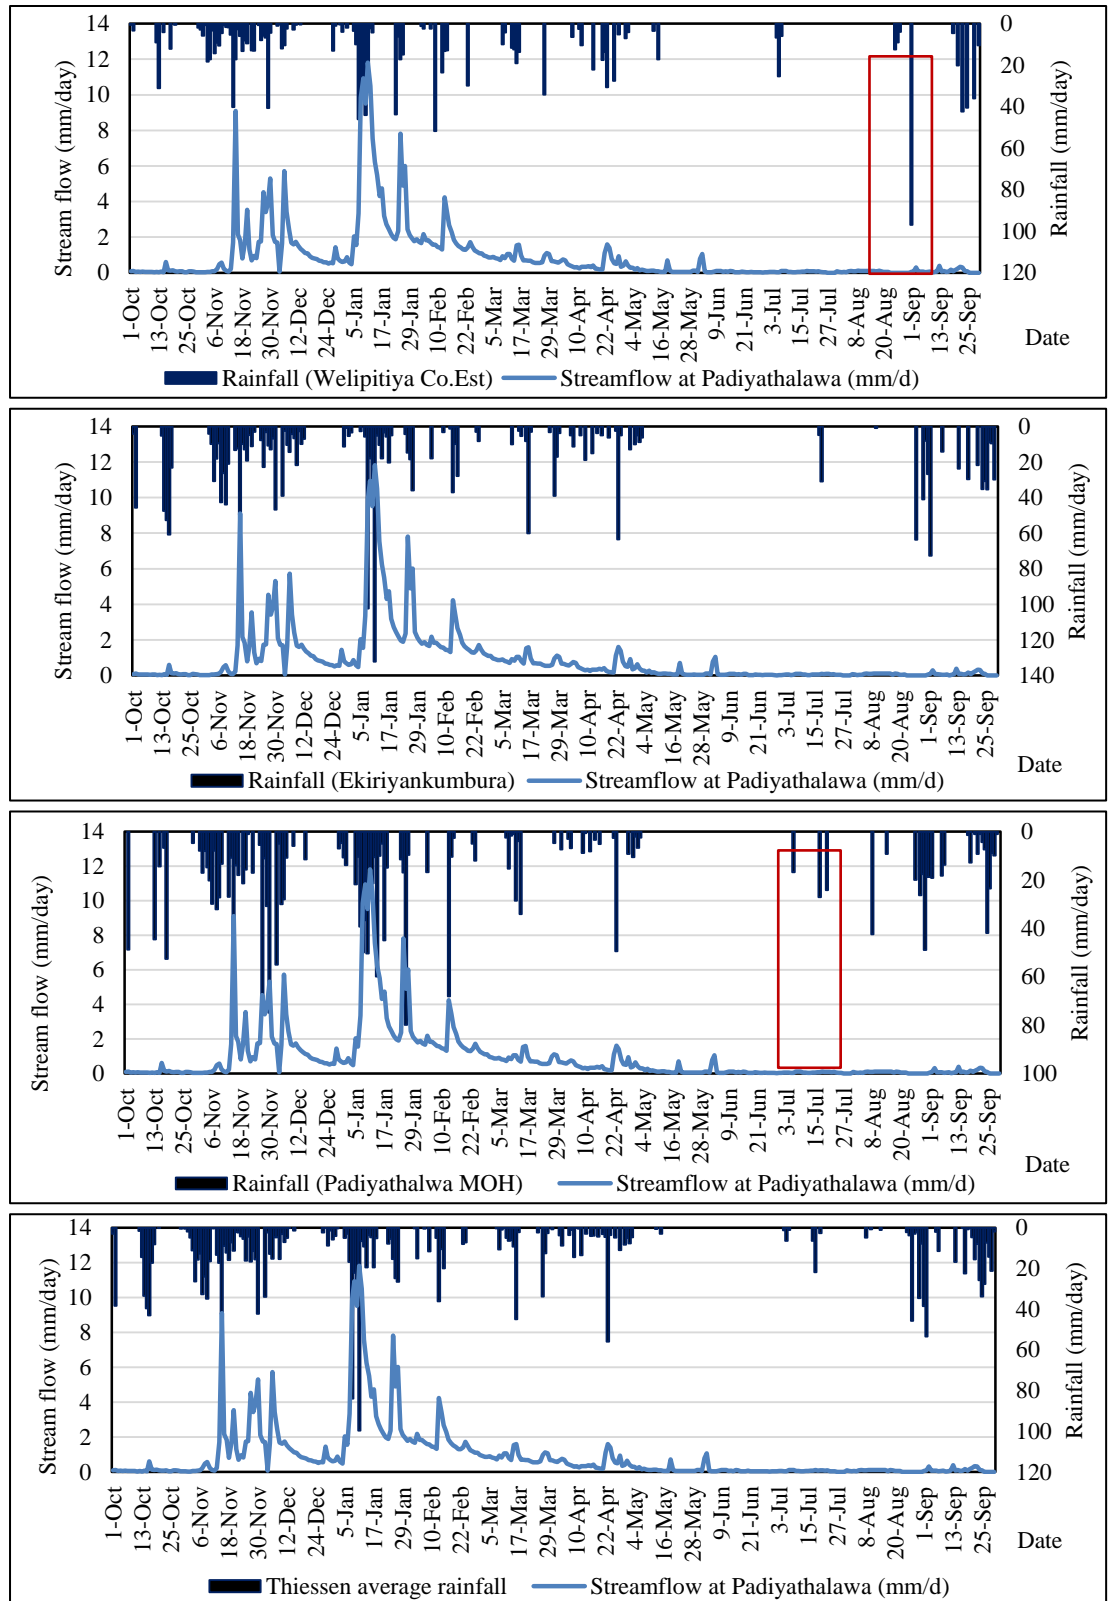 Stream flow (mm/day)
14 12 10 8 6 4 2 0
0 20 40 60 80 100 120
Rainfall (mm/day)
1-Oct 13-Oct 25-Oct 6-Nov 18-Nov 30-Nov 12-Dec 24-Dec 5-Jan 17-Jan 29-Jan 10-Feb 22-Feb 5-Mar 17-Mar 29-Mar 10-Apr 22-Apr 4-May 16-May 28-May 9-Jun 21-Jun 3-Jul 15-Jul 27-Jul 8-Aug 20-Aug 1-Sep 13-Sep 25-Sep
Date
Rainfall (Welipitiya Co.Est) Streamflow at Padiyathalawa (mm/d)
Stream flow (mm/day)
14 12 10 8 6 4 2 0
0 20 40 60 80 100 120 140
Rainfall (mm/day)
1-Oct 13-Oct 25-Oct 6-Nov 18-Nov 30-Nov 12-Dec 24-Dec 5-Jan 17-Jan 29-Jan 10-Feb 22-Feb 5-Mar 17-Mar 29-Mar 10-Apr 22-Apr 4-May 16-May 28-May 9-Jun 21-Jun 3-Jul 15-Jul 27-Jul 8-Aug 20-Aug 1-Sep 13-Sep 25-Sep
Date
Rainfall (Ekiriyankumbura) Streamflow at Padiyathalawa (mm/d)
Stream flow (mm/day)
14 12 10 8 6 4 2 0
0 20 40 60 80 100
Rainfall (mm/day)
1-Oct 13-Oct 25-Oct 6-Nov 18-Nov 30-Nov 12-Dec 24-Dec 5-Jan 17-Jan 29-Jan 10-Feb 22-Feb 5-Mar 17-Mar 29-Mar 10-Apr 22-Apr 4-May 16-May 28-May 9-Jun 21-Jun 3-Jul 15-Jul 27-Jul 8-Aug 20-Aug 1-Sep 13-Sep 25-Sep
Date
Rainfall (Padiyathalwa MOH) Streamflow at Padiyathalawa (mm/d)
Stream flow (mm/day)
14 12 10 8 6 4 2 0
0 20 40 60 80 100 120
Rainfall (mm/day)
1-Oct 13-Oct 25-Oct 6-Nov 18-Nov 30-Nov 12-Dec 24-Dec 5-Jan 17-Jan 29-Jan 10-Feb 22-Feb 5-Mar 17-Mar 29-Mar 10-Apr 22-Apr 4-May 16-May 28-May 9-Jun 21-Jun 3-Jul 15-Jul 27-Jul 8-Aug 20-Aug 1-Sep 13-Sep 25-Sep
Date
Thiessen average rainfall Streamflow at Padiyathalawa (mm/d)